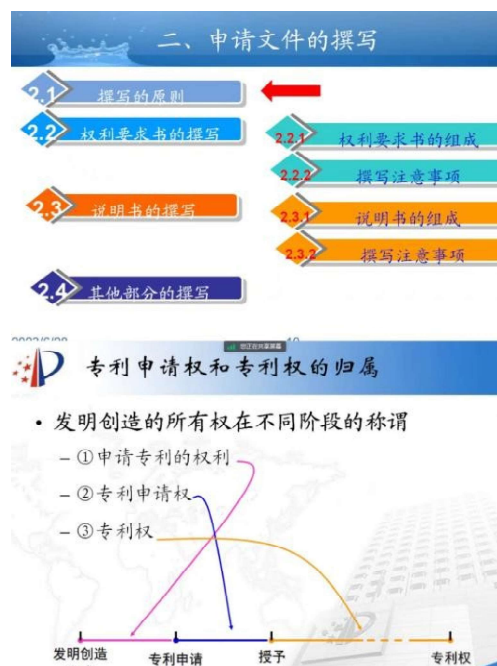 二、申请文件的撰写
2.1 撰写的原则
2.2 权利要求书的撰写
2.2.1 权利要求书的组成
2.2.2 撰写注意事项
2.3 说明书的撰写
2.3.1 说明书的组成
2.3.2 撰写注意事项
2.4 其他部分的撰写
您正在共享屏幕
专利申请权和专利权的归属
• 发明创造的所有权在不同阶段的称谓
– ①申请专利的权利
– ②专利申请权
– ③专利权
发明创造 专利申请 授予 专利权